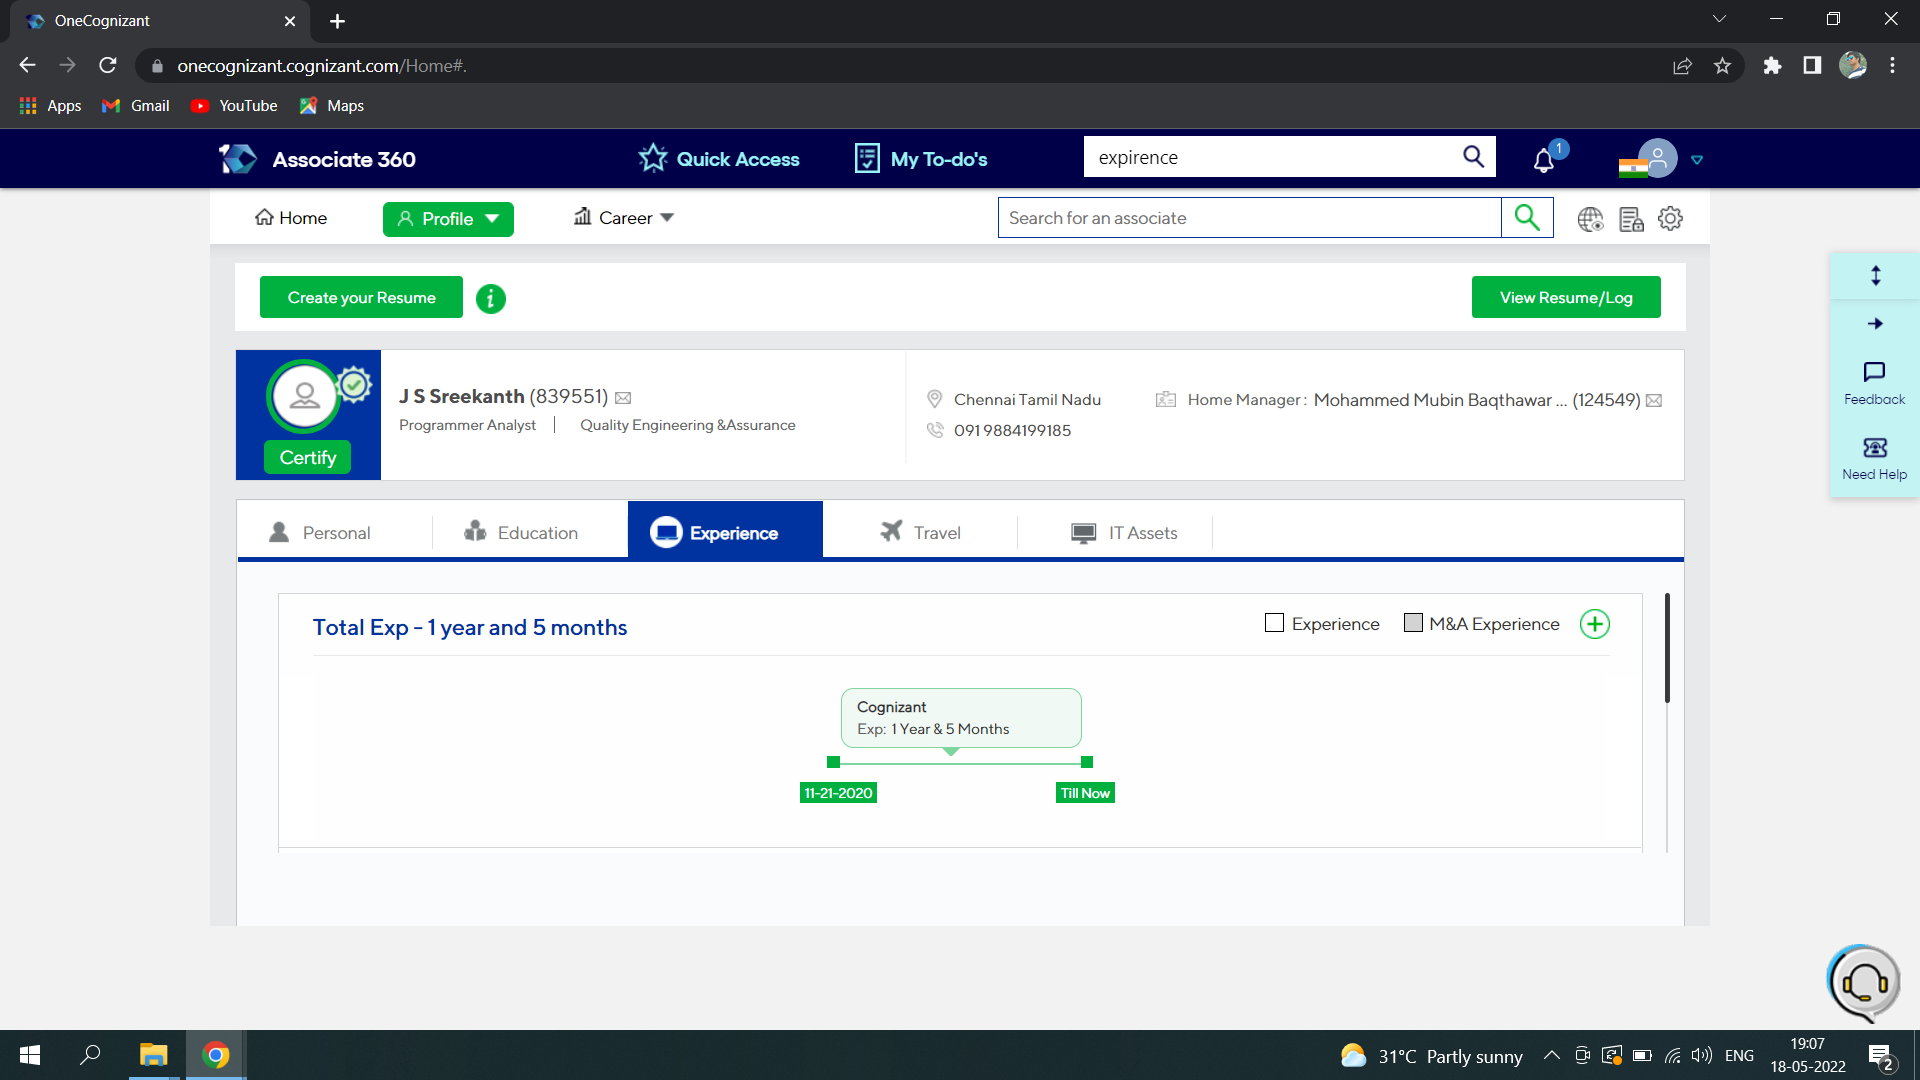 OneCognizant
onecognizant.cognizant.com/Home#.
Apps Gmail YouTube Maps
Associate 360 Quick Access My To-do's expirence 1
Home Profile Career Search for an associate
Create your Resume i View Resume/Log
J S Sreekanth (839551)
Programmer Analyst Quality Engineering &Assurance
Certify
Chennai Tamil Nadu Home Manager : Mohammed Mubin Baqthawar ... (124549)
091 9884199185
Feedback
Need Help
Personal Education Experience Travel IT Assets
Total Exp - 1 year and 5 months Experience M&A Experience
Cognizant
Exp: 1 Year & 5 Months
11-21-2020 Till Now
31°C Partly sunny ENG 19:07
18-05-2022 2